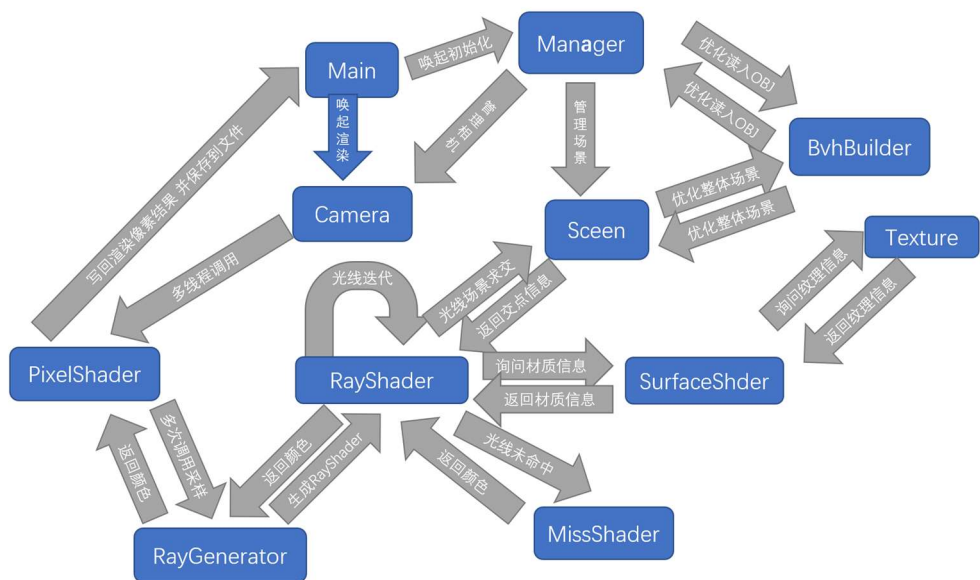 Manager
唤起初始化
Main
优化读入OBJ
优化读入OBJ
唤起渲染
搭建相机
管理场景
写回渲染像素结果 并保存到文件
BvhBuilder
优化整体场景
优化整体场景
Camera
Sceen
Texture
多线程调用
光线迭代
光线场景求交
返回交点信息
询问纹理信息
返回纹理信息
PixelShader
RayShader
询问材质信息
返回材质信息
SurfaceShder
多次调用采样
返回颜色
返回颜色
生成RayShader
光线未命中
返回颜色
RayGenerator
MissShader